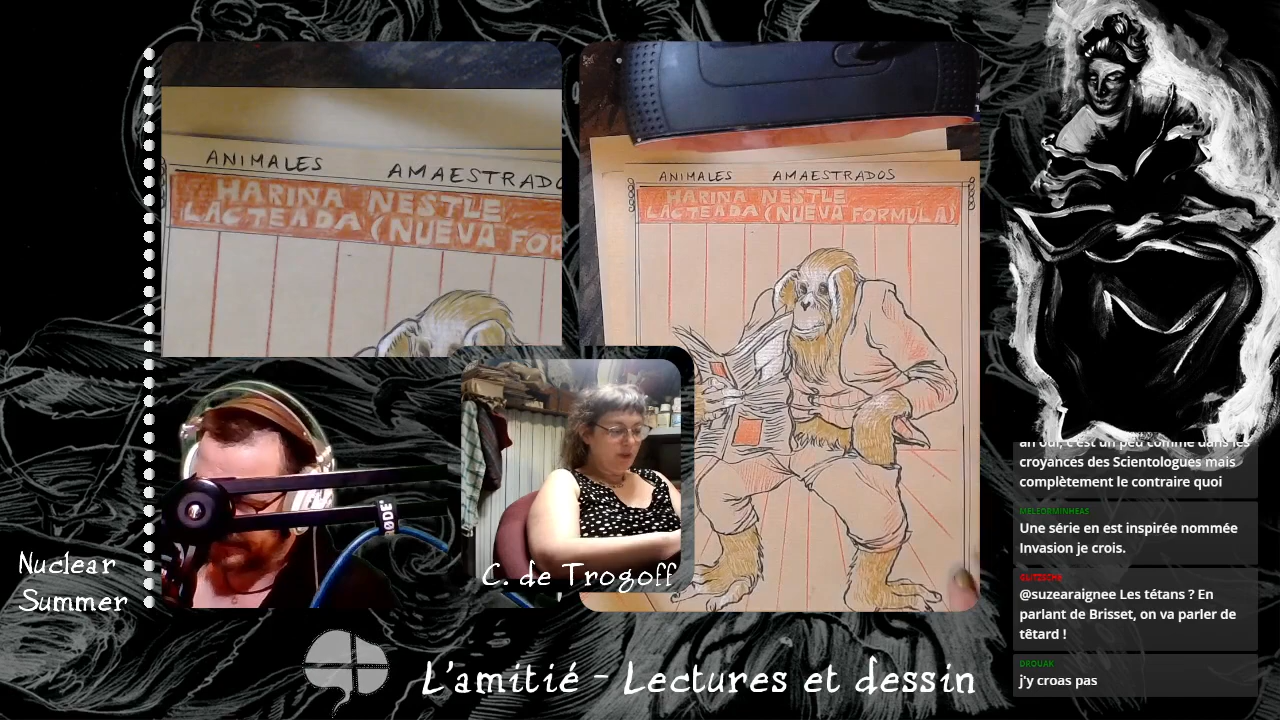 ANIMALES AMAESTRADO
HARINA NESTLE
LACTEADA (NUEVA FOR
ANIMALES AMAESTRADOS
HARINA NESTLE
LACTEADA (NUEVA FORMULA)
Nuclear
Summer
C. de Trogoff
L'amitié - Lectures et dessin
ah oui, c'est un peu comme dans les
croyances des Scientologues mais
complètement le contraire quoi
MELEORMINHEAS
Une série en est inspirée nommée
Invasion je crois.
GLITZSCHE
@suzearaignee Les tétans ? En
parlant de Brisset, on va parler de
têtard !
DROUAK
j'y croas pas